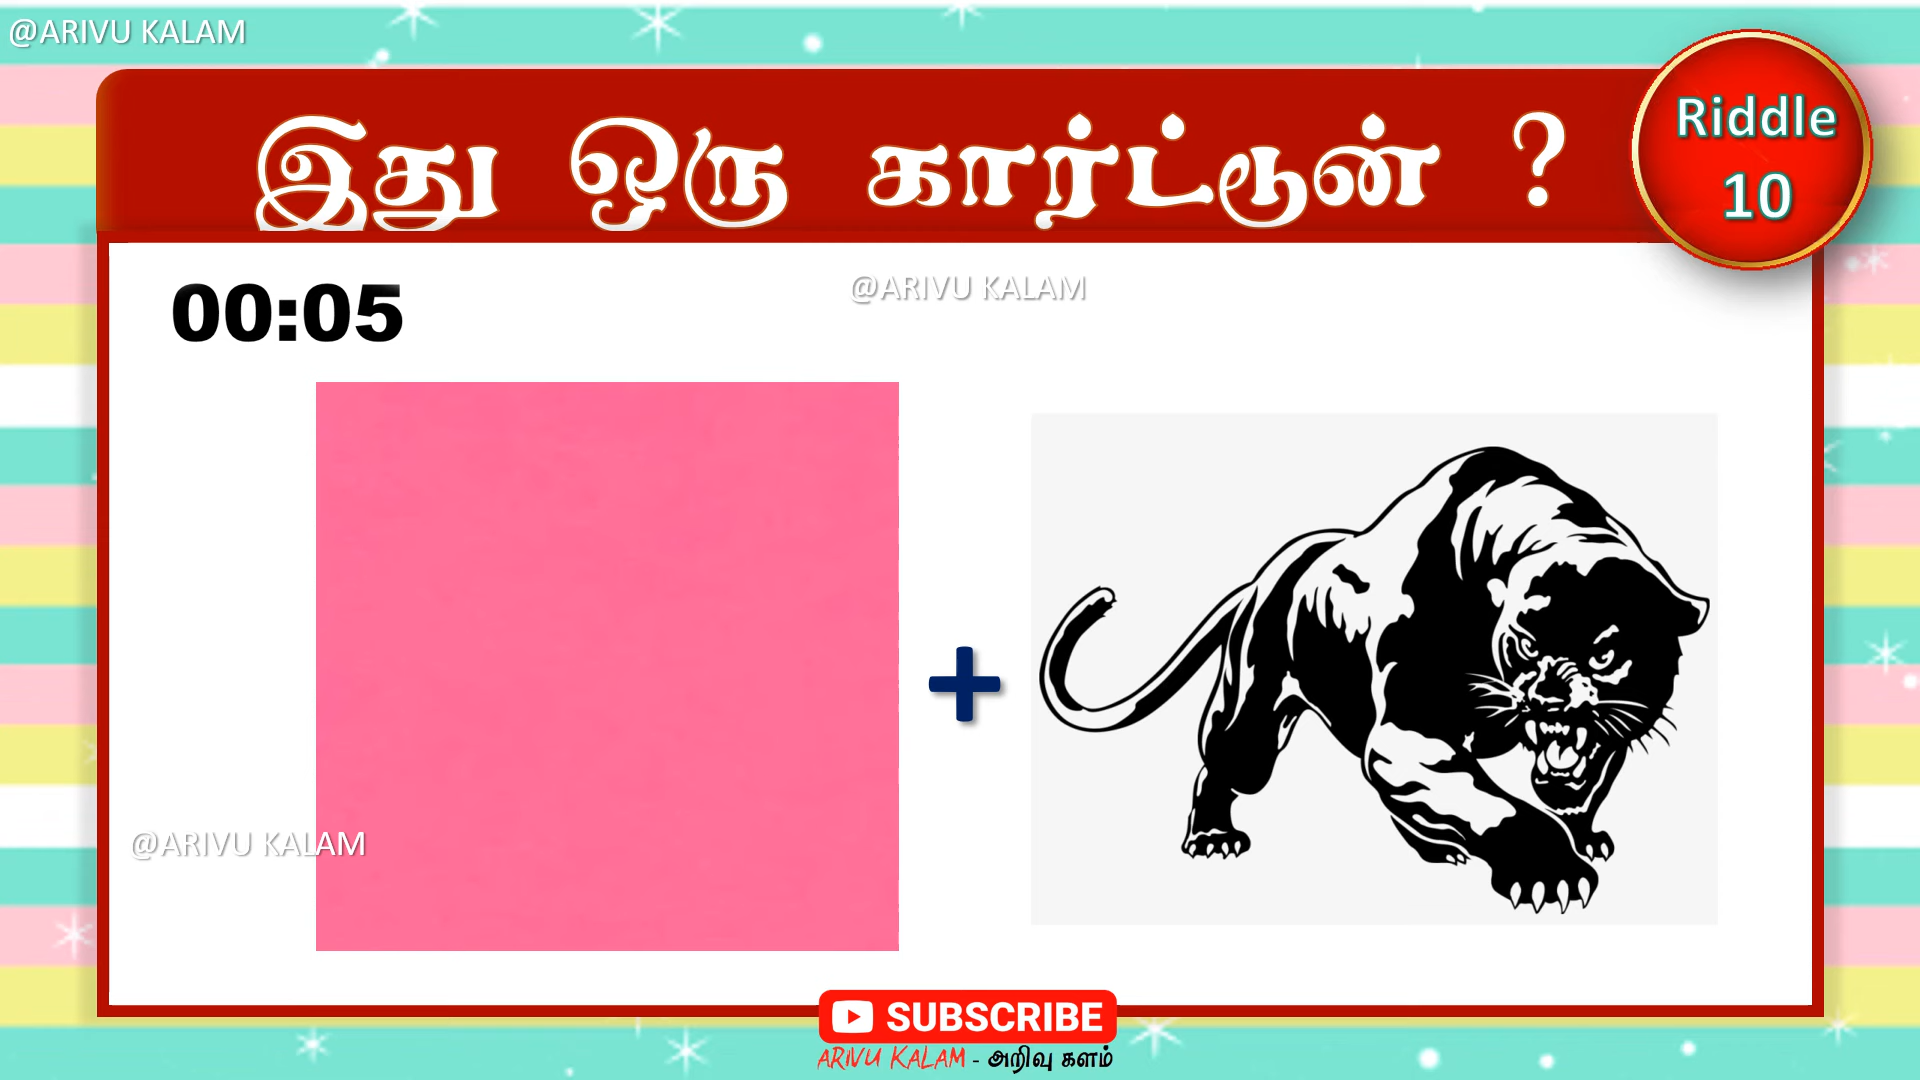 @ARIVU KALAM
இது ஒரு கார்ட்டூன் ?
Riddle
10
00:05
@ARIVU KALAM
@ARIVU KALAM
SUBSCRIBE
ARIVU KALAM - அறிவு களம்